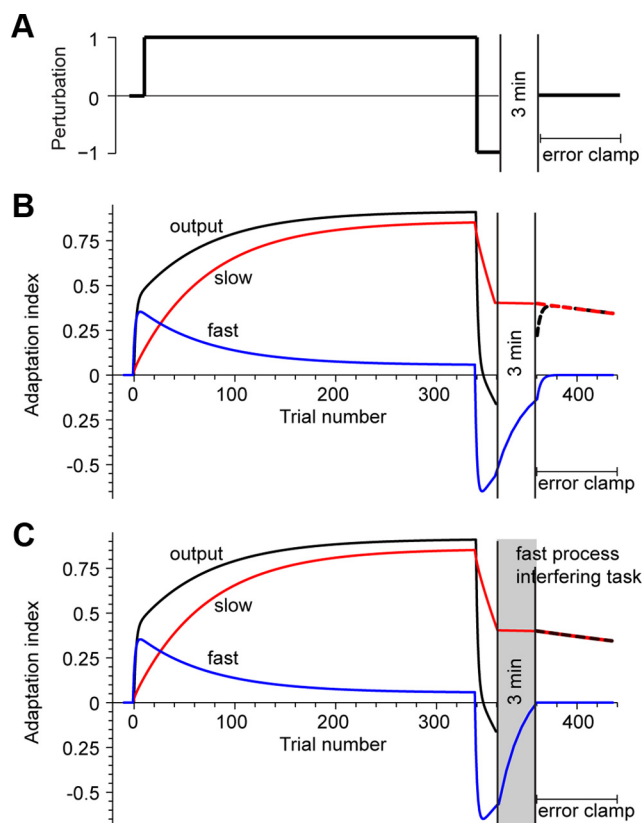 A
Perturbation
1
0
−1
3 min
error clamp
B
Adaptation index
0.75
0.5
0.25
0
0.25
-0.5
output
slow
fast
0
100
200
300
400
Trial number
3 min
error clamp
C
Adaptation index
0.75
0.5
0.25
0
0.25
-0.5
output
slow
fast
fast process
interfering task
0
100
200
300
400
Trial number
3 min
error clamp